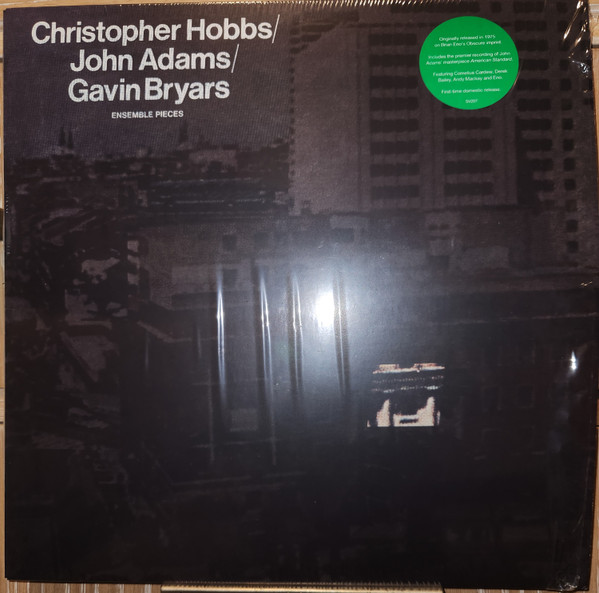 Christopher Hobbs/
John Adams/
Gavin Bryars
ENSEMBLE PIECES
Originally released in 1975
on Brian Eno's Obscure imprint.
Includes the premier recording of John
Adams' masterpiece American Standard.
Featuring Cornelius Cardew, Derek
Bailey, Andy Mackay and Eno.
First-time domestic release.